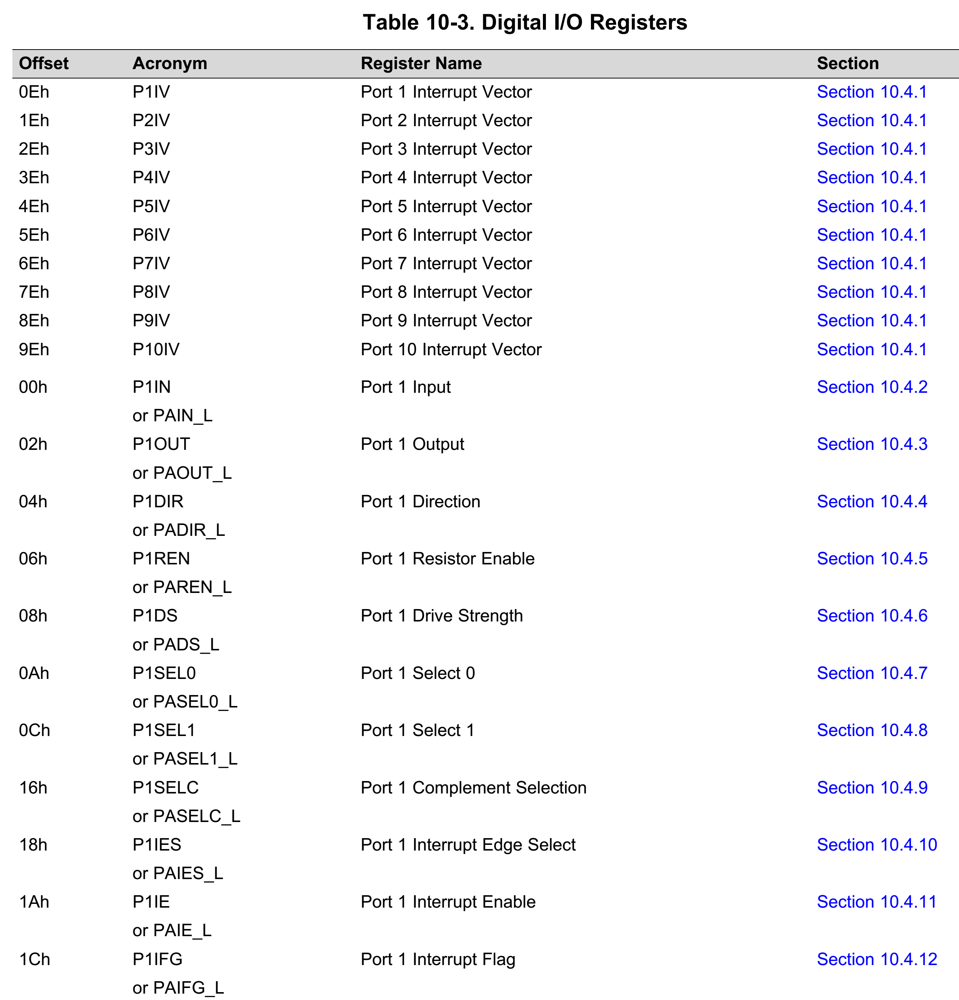 Table 10-3. Digital I/O Registers
Offset Acronym Register Name Section
0Eh P1IV Port 1 Interrupt Vector Section 10.4.1
1Eh P2IV Port 2 Interrupt Vector Section 10.4.1
2Eh P3IV Port 3 Interrupt Vector Section 10.4.1
3Eh P4IV Port 4 Interrupt Vector Section 10.4.1
4Eh P5IV Port 5 Interrupt Vector Section 10.4.1
5Eh P6IV Port 6 Interrupt Vector Section 10.4.1
6Eh P7IV Port 7 Interrupt Vector Section 10.4.1
7Eh P8IV Port 8 Interrupt Vector Section 10.4.1
8Eh P9IV Port 9 Interrupt Vector Section 10.4.1
9Eh P10IV Port 10 Interrupt Vector Section 10.4.1
00h P1IN Port 1 Input Section 10.4.2
or PAIN_L
02h P1OUT Port 1 Output Section 10.4.3
or PAOUT_L
04h P1DIR Port 1 Direction Section 10.4.4
or PADIR_L
06h P1REN Port 1 Resistor Enable Section 10.4.5
or PAREN_L
08h P1DS Port 1 Drive Strength Section 10.4.6
or PADS_L
0Ah P1SEL0 Port 1 Select 0 Section 10.4.7
or PASEL0_L
0Ch P1SEL1 Port 1 Select 1 Section 10.4.8
or PASEL1_L
16h P1SELC Port 1 Complement Selection Section 10.4.9
or PASELC_L
18h P1IES Port 1 Interrupt Edge Select Section 10.4.10
or PAIES_L
1Ah P1IE Port 1 Interrupt Enable Section 10.4.11
or PAIE_L
1Ch P1IFG Port 1 Interrupt Flag Section 10.4.12
or PAIFG_L